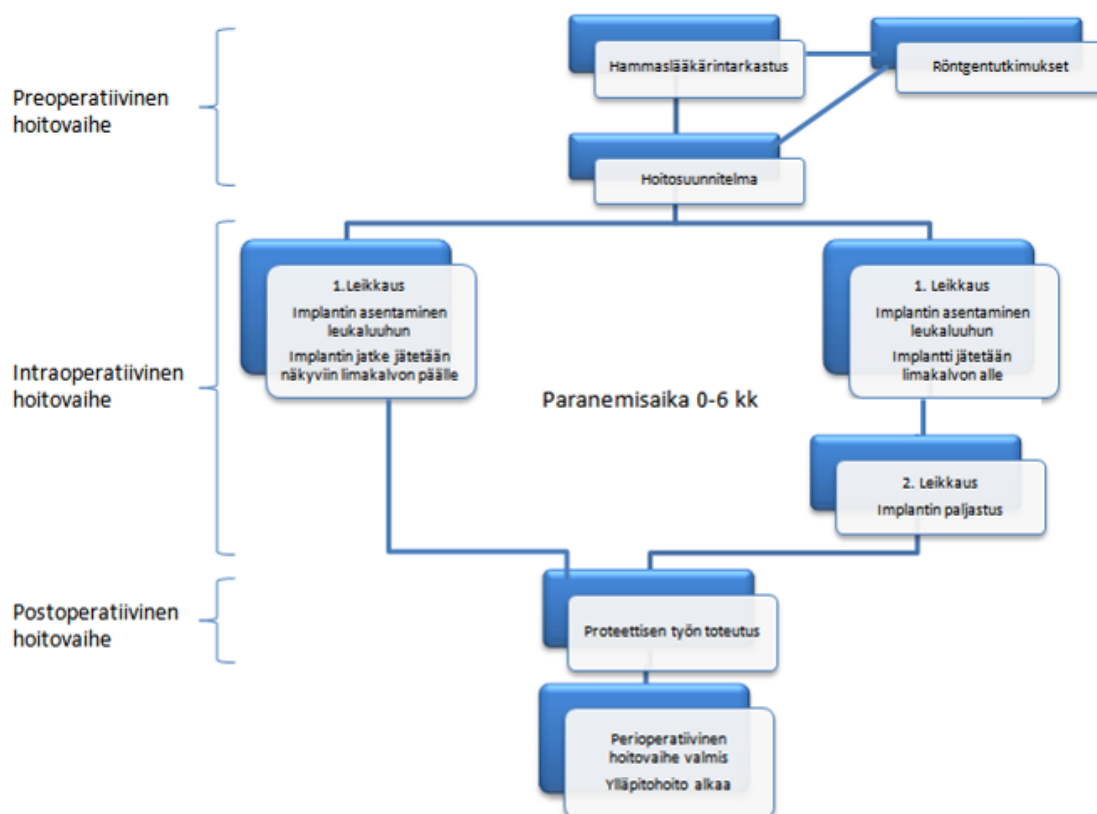 Preoperatiivinen
hoitovaihe
Hammaslääkärintarkastus
Röntgentutkimukset
Hoitosuunnitelma
Intraoperatiivinen
hoitovaihe
1.Leikkaus
Implantin asentaminen
leukaluuhun
Implantin jatke jätetään
näkyviin limakalvon päälle
Paranemisaika 0-6 kk
1. Leikkaus
Implantin asentaminen
leukaluuhun
Implantti jätetään
limakalvon alle
2. Leikkaus
Implantin paljastus
Postoperatiivinen
hoitovaihe
Proteettisen työn toteutus
Perioperatiivinen
hoitovaihe valmis
Ylläpitohoito alkaa